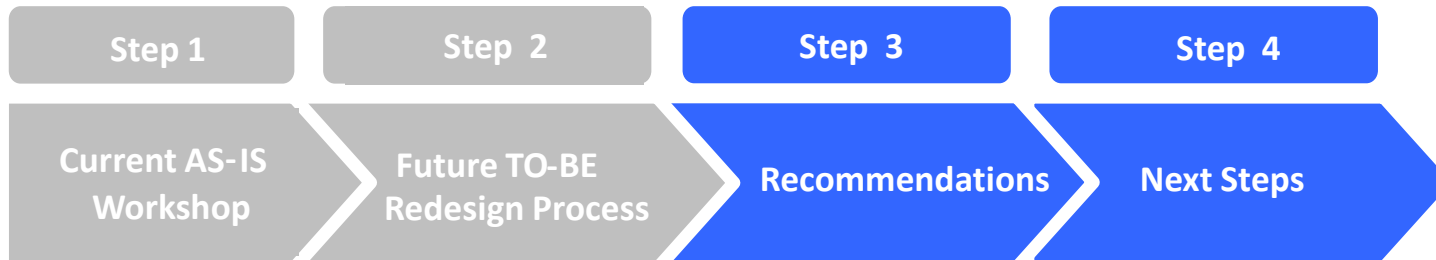 Step 1
Step 2
Step 3
Step 4
Current AS-IS
Workshop
Future TO-BE
Redesign Process
Recommendations
Next Steps